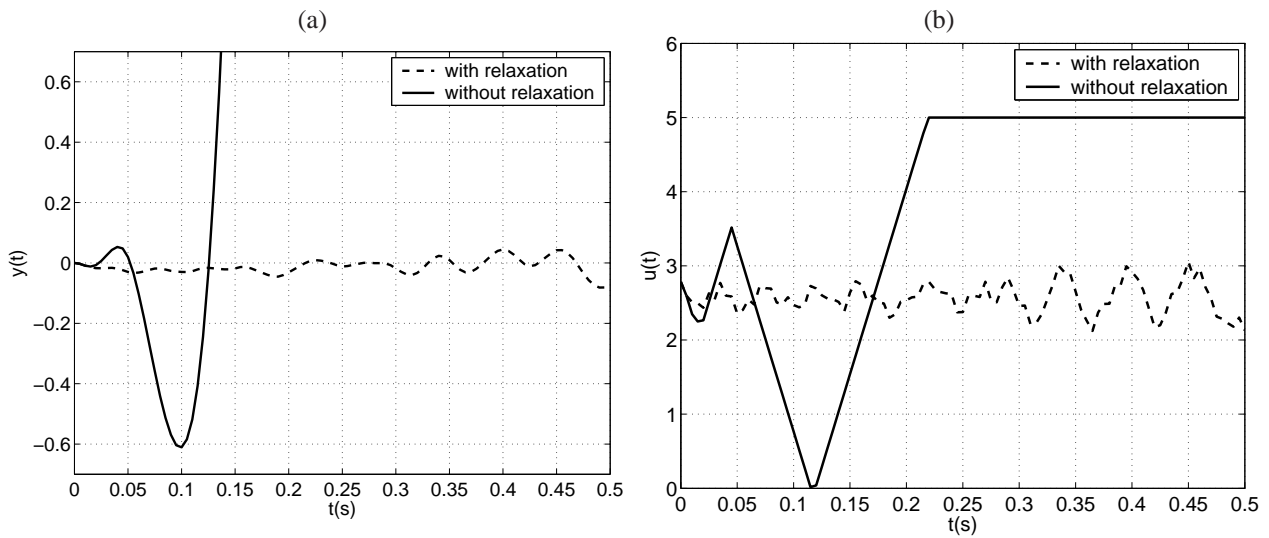 (a)
with relaxation
without relaxation
0.6
0.4
0.2
0
−0.2
−0.4
−0.6
y(t)
0 0.05 0.1 0.15 0.2 0.25 0.3 0.35 0.4 0.45 0.5
t(s)
(b)
with relaxation
without relaxation
6
5
4
3
2
1
0
u(t)
0 0.05 0.1 0.15 0.2 0.25 0.3 0.35 0.4 0.45 0.5
t(s)